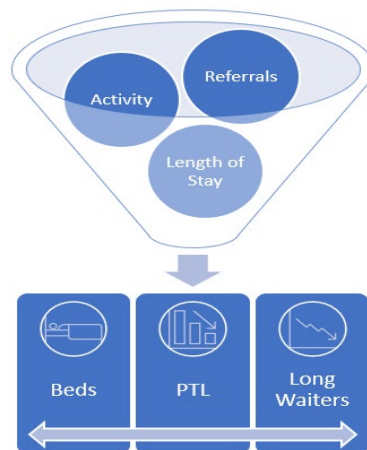 Referrals
Activity
Length of
Stay
Beds
PTL
Long
Waiters